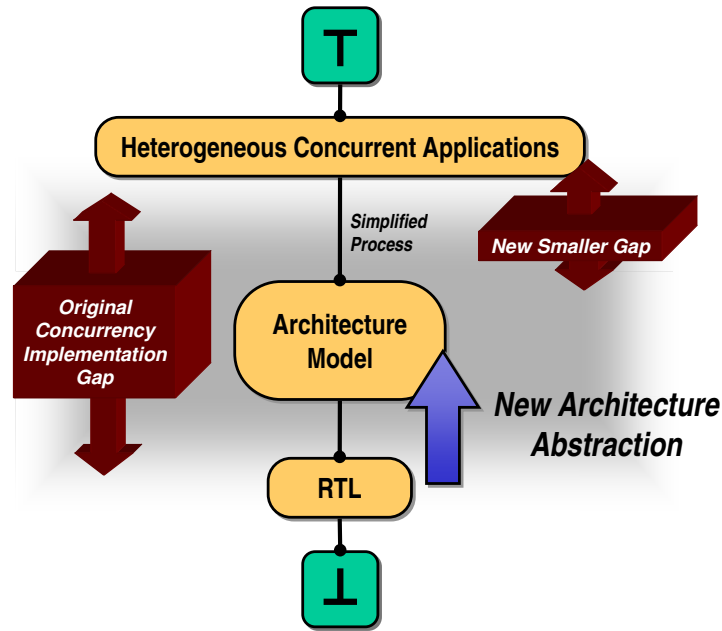 ⊤
Heterogeneous Concurrent Applications
Simplified
Process
New Smaller Gap
Original
Concurrency
Implementation
Gap
Architecture
Model
New Architecture
Abstraction
RTL
⊥